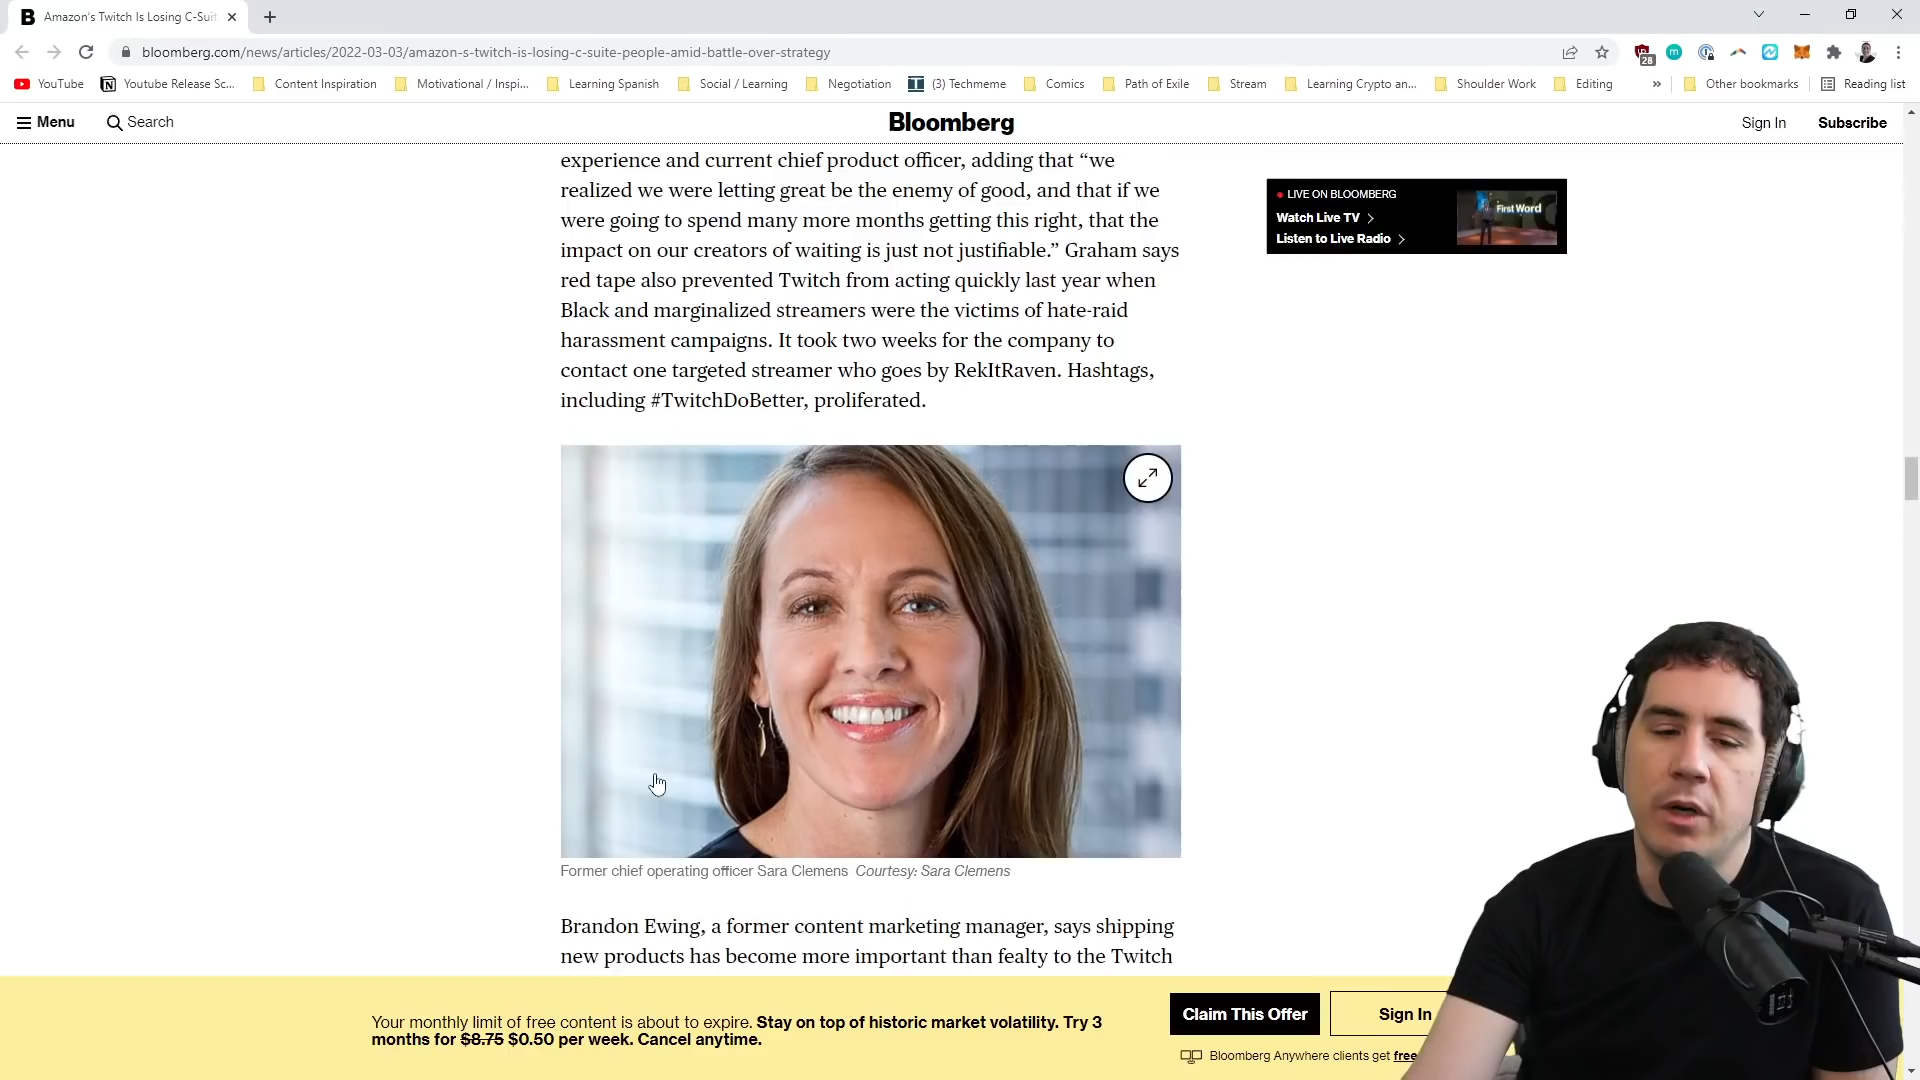 Amazon's Twitch Is Losing C-Suit
bloomberg.com/news/articles/2022-03-03/amazon-s-twitch-is-losing-c-suite-people-amid-battle-over-strategy
28
YouTube
Youtube Release Sc...
Content Inspiration
Motivational / Inspi...
Learning Spanish
Social / Learning
Negotiation
(3) Techmeme
Comics
Path of Exile
Stream
Learning Crypto an...
Shoulder Work
Editing
»
Other bookmarks
Reading list
Menu
Search
Bloomberg
Sign In
Subscribe
experience and current chief product officer, adding that “we
realized we were letting great be the enemy of good, and that if we
were going to spend many more months getting this right, that the
impact on our creators of waiting is just not justifiable.” Graham says
red tape also prevented Twitch from acting quickly last year when
Black and marginalized streamers were the victims of hate-raid
harassment campaigns. It took two weeks for the company to
contact one targeted streamer who goes by RekItRaven. Hashtags,
including #TwitchDoBetter, proliferated.
LIVE ON BLOOMBERG
Watch Live TV
Listen to Live Radio
First Word
Former chief operating officer Sara Clemens Courtesy: Sara Clemens
Brandon Ewing, a former content marketing manager, says shipping
new products has become more important than fealty to the Twitch
Your monthly limit of free content is about to expire. Stay on top of historic market volatility. Try 3
months for $8.75 $0.50 per week. Cancel anytime.
Claim This Offer
Sign In
Bloomberg Anywhere clients get free